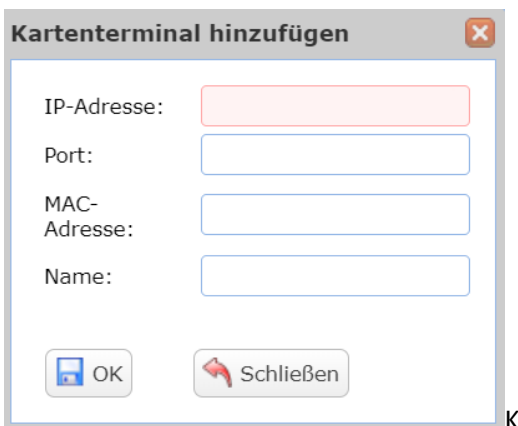 Kartenterminal hinzufügen
IP-Adresse:
Port:
MAC-
Adresse:
Name:
OK
Schließen
K